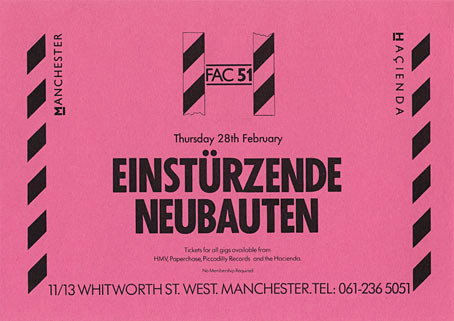 MANCHESTER
HAÇIENDA
FAC 51
Thursday 28th February
EINSTÜRZENDE
NEUBAUTEN
Tickets for all gigs available from
HMV, Paperchase, Piccadilly Records and the Hacienda.
No Membership Required
11/13 WHITWORTH ST. WEST. MANCHESTER.TEL: 061-236 5051